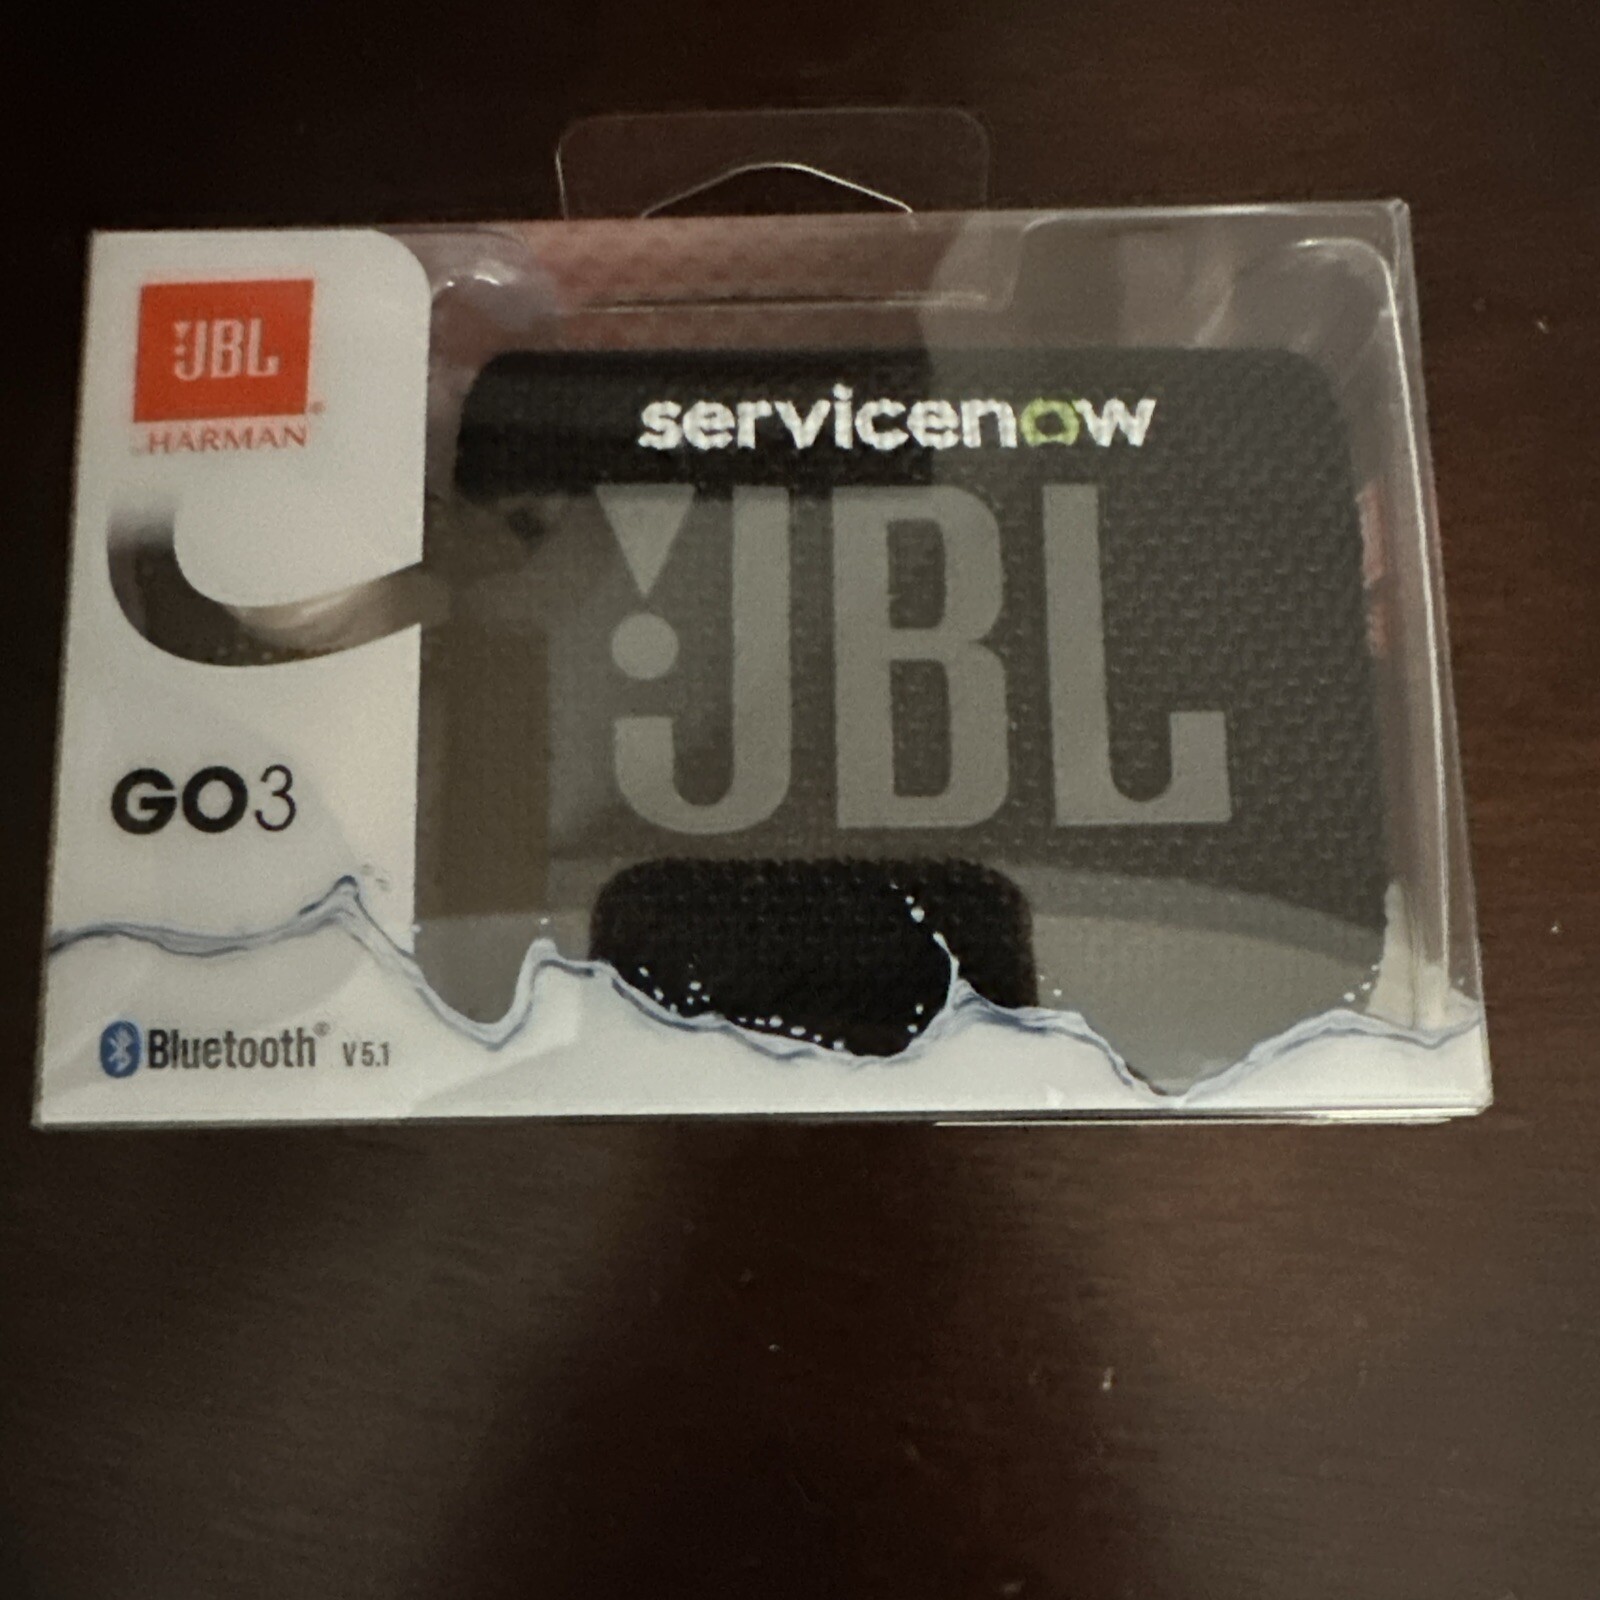 JBL
HARMAN
servicenow
JBL
GO3
Bluetooth® V5.1